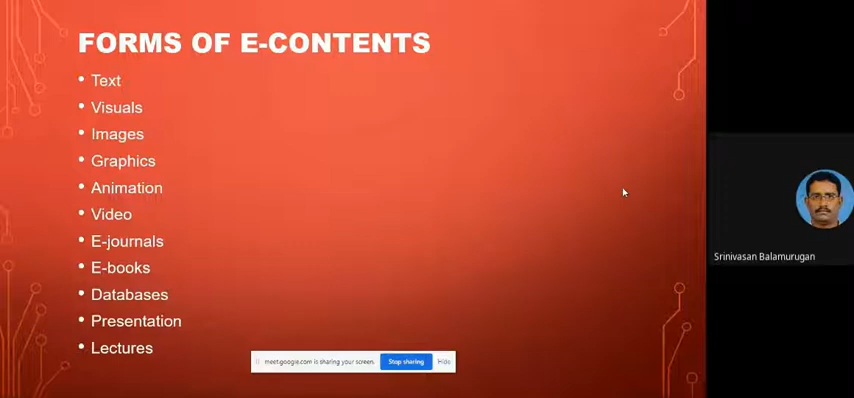 FORMS OF E-CONTENTS
• Text
• Visuals
• Images
• Graphics
• Animation
• Video
• E-journals
• E-books
• Databases
• Presentation
• Lectures
meet.google.com is sharing your screen. Stop sharing Hide
Srinivasan Balamurugan